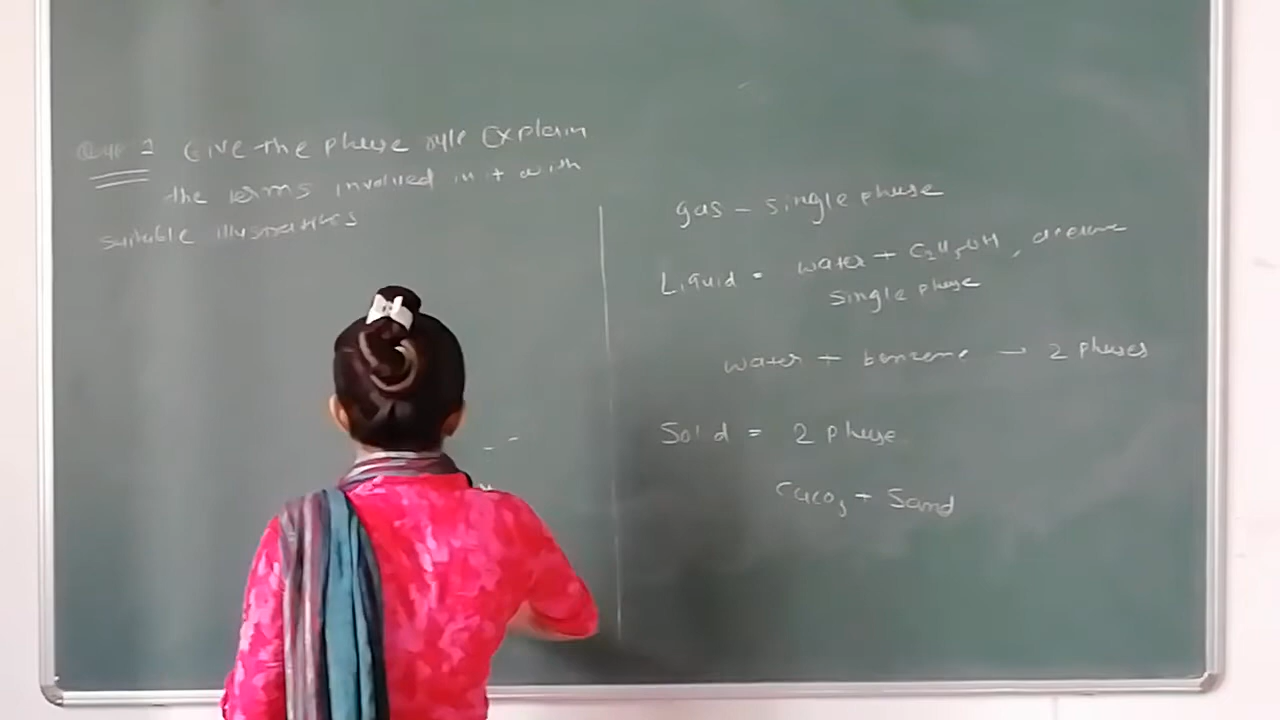 Que 1 Give the phase rule Explain
the terms involved in it with
suitable illustrations
gas - single phase
Liquid = water + C2H5OH,
single phase
water + benzene → 2 phases
Solid = 2 phase
CaCO3 + Sand